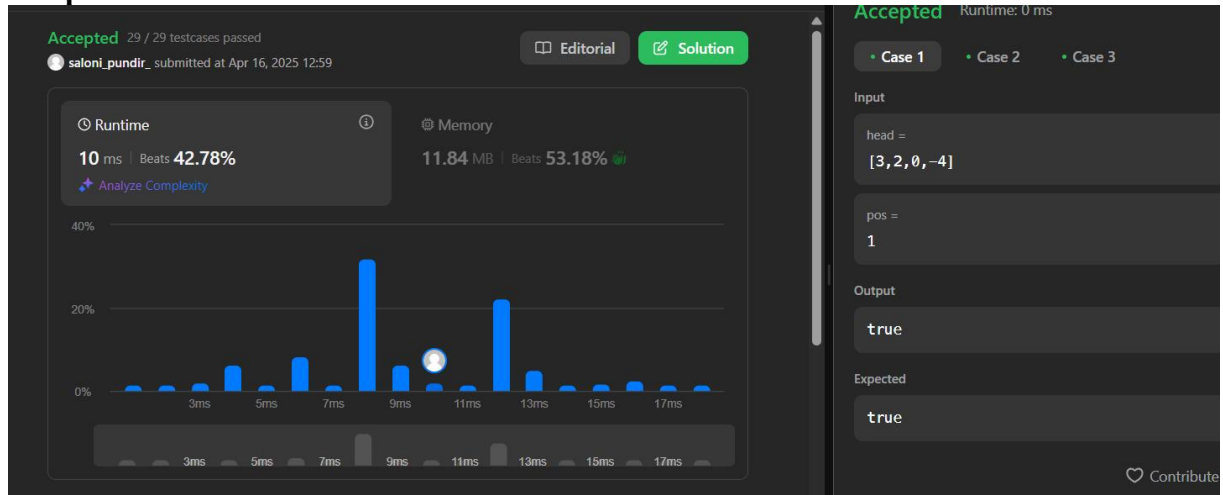 Accepted 29 / 29 testcases passed
saloni_pundir_ submitted at Apr 16, 2025 12:59
Editorial
Solution
Runtime
10 ms | Beats 42.78%
Analyze Complexity
Memory
11.84 MB | Beats 53.18%
40%
20%
0%
3ms 5ms 7ms 9ms 11ms 13ms 15ms 17ms
3ms 5ms 7ms 9ms 11ms 13ms 15ms 17ms
Accepted Runtime: 0 ms
• Case 1 • Case 2 • Case 3
Input
head =
[3,2,0,-4]
pos =
1
Output
true
Expected
true
Contribute